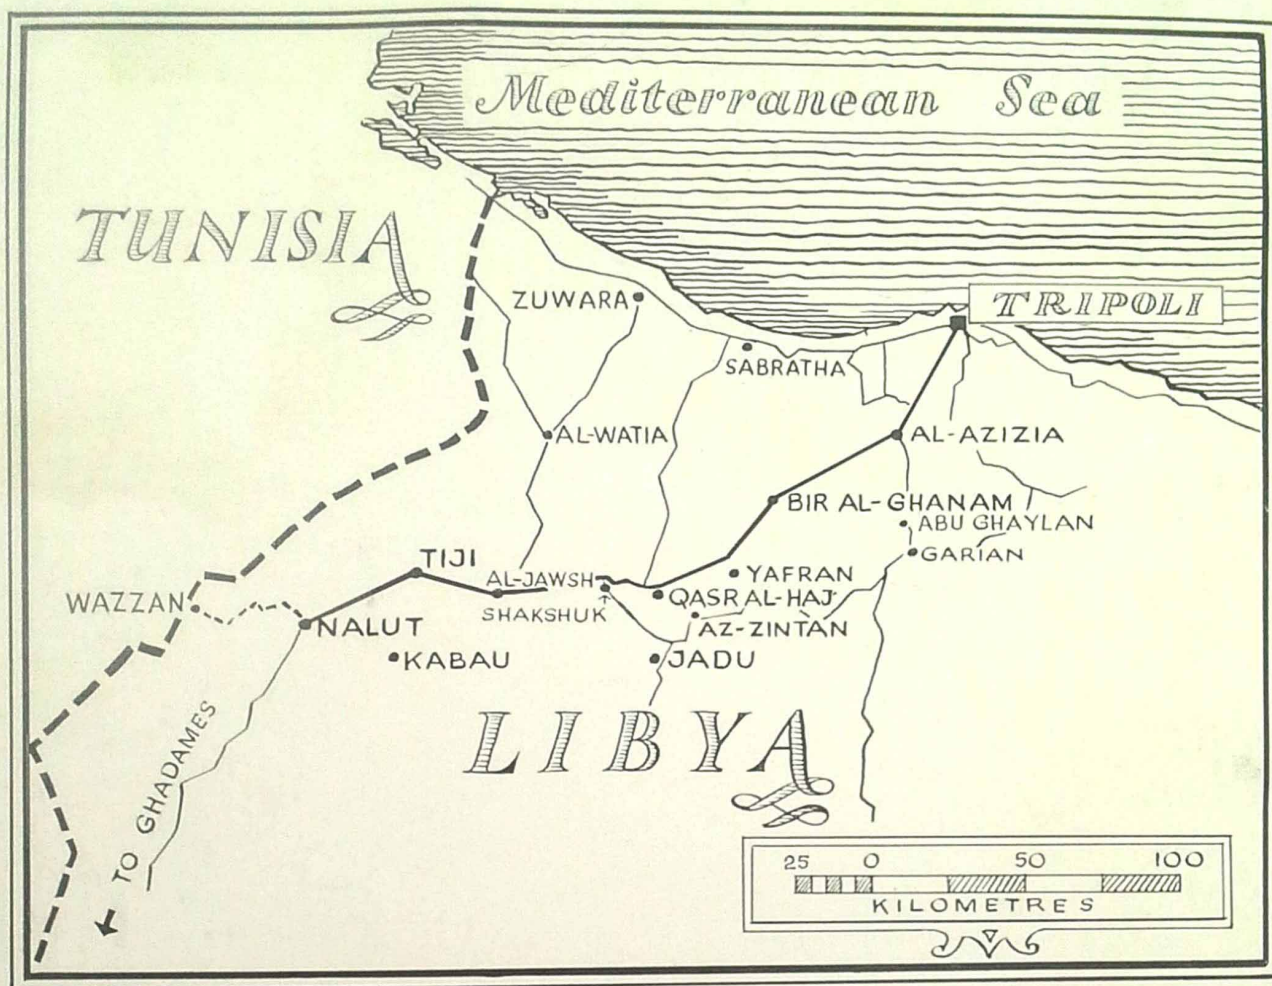 Mediterranean Sea
TUNISIA
ZUWARA
TRIPOLI
SABRATHA
AL-WATIA
AL-AZIZIA
BIR AL-GHANAM
ABU GHAYLAN
GARIAN
TIJI
AL-JAWSH
YAFRAN
WAZZAN
SHAKSHUK
QASR AL-HAJ
NALUT
AZ-ZINTAN
KABAU
JADU
LIBYA
TO GHADAMES
25 0 50 100
KILOMETRES